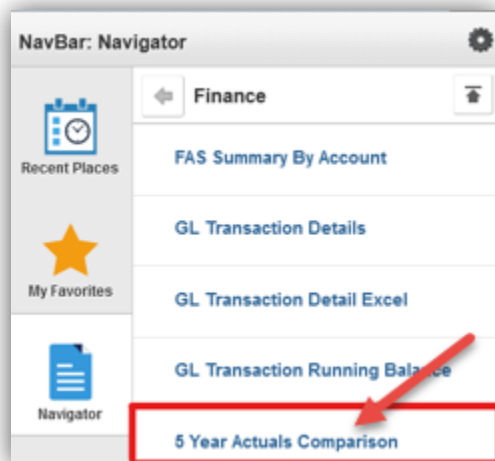 NavBar: Navigator
Recent Places
My Favorites
Navigator
Finance
FAS Summary By Account
GL Transaction Details
GL Transaction Detail Excel
GL Transaction Running Balance
5 Year Actuals Comparison